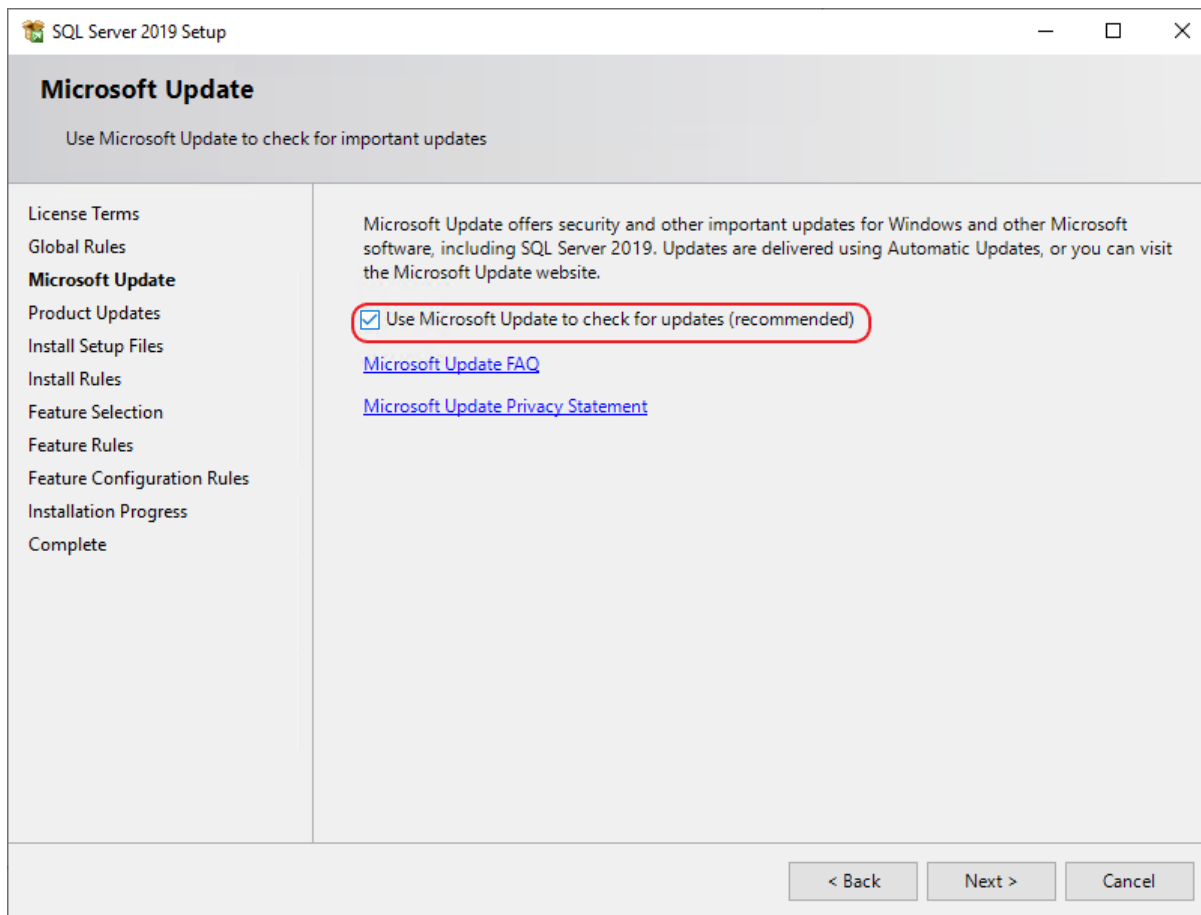 SQL Server 2019 Setup
Microsoft Update
Use Microsoft Update to check for important updates
License Terms
Global Rules
Microsoft Update
Product Updates
Install Setup Files
Install Rules
Feature Selection
Feature Rules
Feature Configuration Rules
Installation Progress
Complete
Microsoft Update offers security and other important updates for Windows and other Microsoft
software, including SQL Server 2019. Updates are delivered using Automatic Updates, or you can visit
the Microsoft Update website.
Use Microsoft Update to check for updates (recommended)
Microsoft Update FAQ
Microsoft Update Privacy Statement
< Back
Next >
Cancel